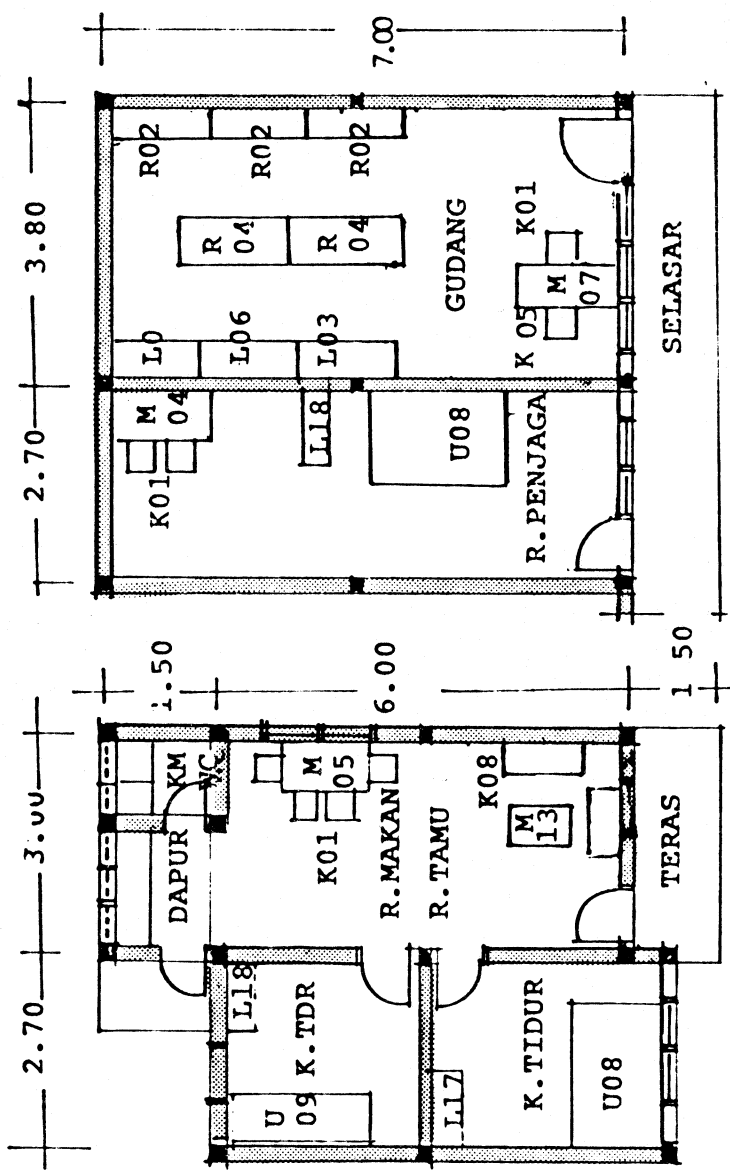 7.00
3.80
2.70
R02
R02
R02
R
04
R
04
L0
L06
L03
GUDANG
K01
M
07
K 05
SELASAR
M
04
K01
L18
U08
R.PENJAGA
1.50
6.00
1 50
3.00
2.70
KM
WC
DAPUR
M
05
K01
R.MAKAN
R.TAMU
K08
M
13
TERAS
L18
K.TDR
U
09
L17
K.TIDUR
U08